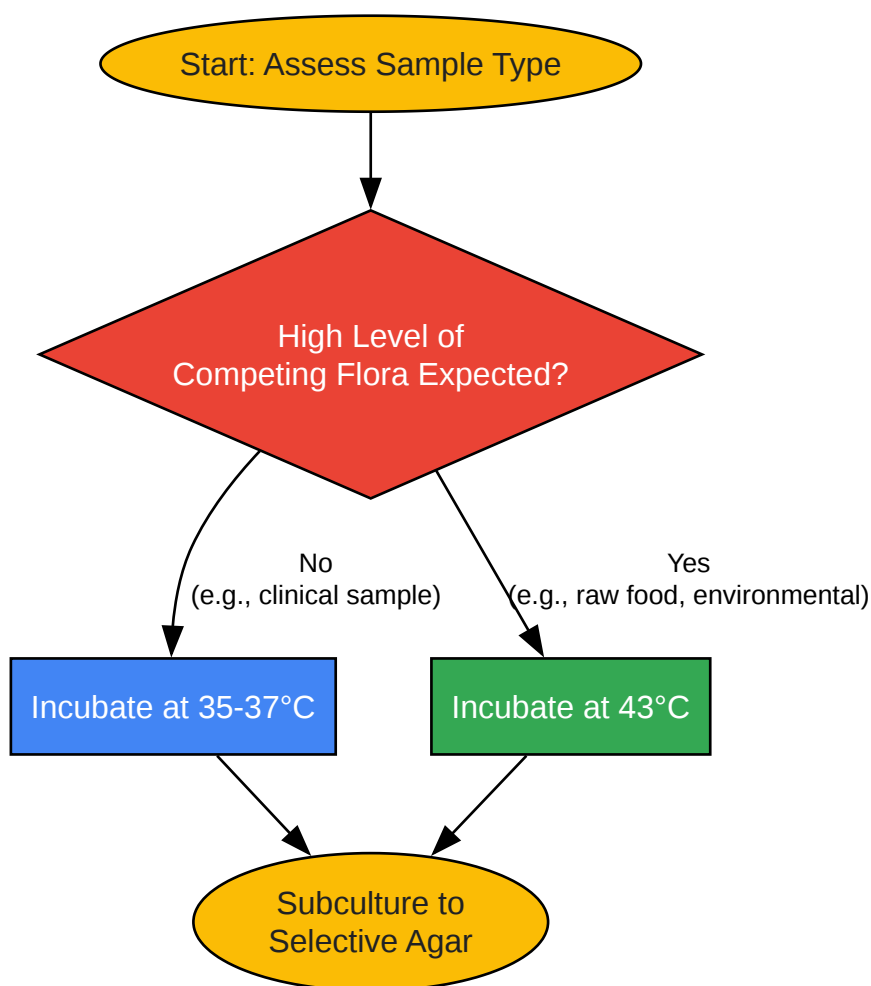 Start: Assess Sample Type
High Level of
Competing Flora Expected?
No
(e.g., clinical sample)
Yes
(e.g., raw food, environmental)
Incubate at 35-37°C
Incubate at 43°C
Subculture to
Selective Agar